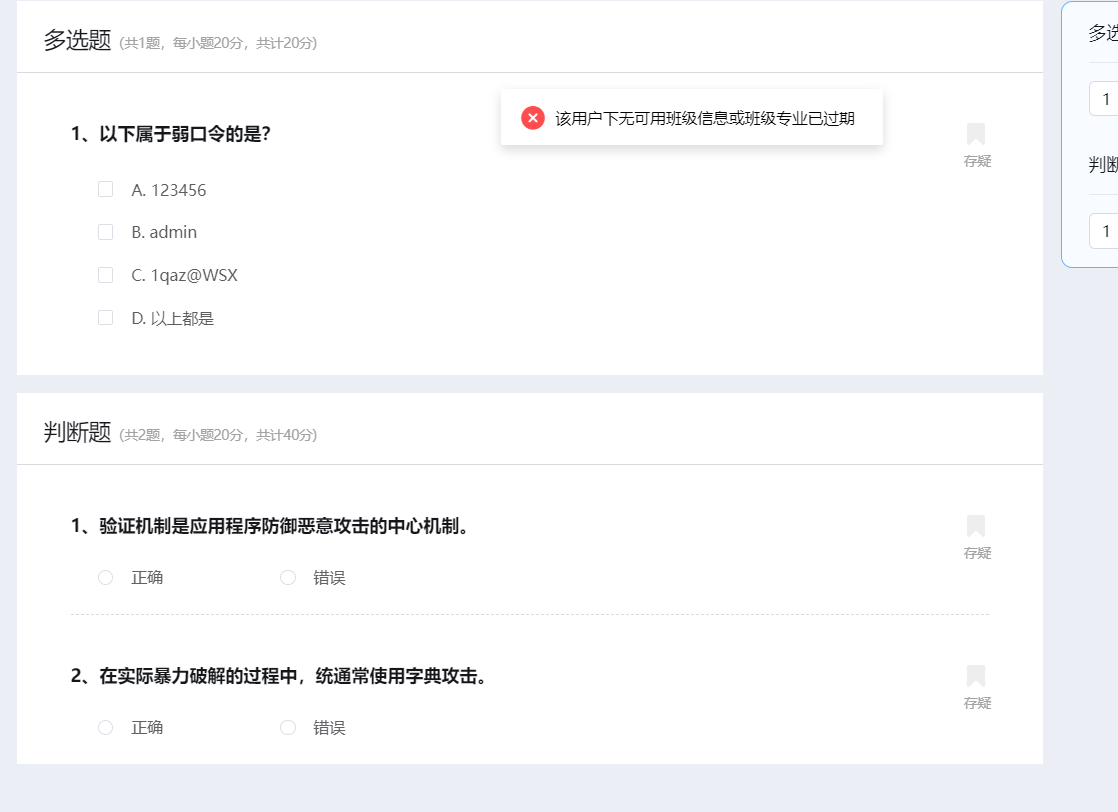 多选题 (共1题，每小题20分，共计20分)
该用户下无可用班级信息或班级专业已过期
1、以下属于弱口令的是?
存疑
A. 123456
B. admin
C. 1qaz@WSX
D. 以上都是
判断题 (共2题，每小题20分，共计40分)
1、验证机制是应用程序防御恶意攻击的中心机制。
存疑
正确 错误
2、在实际暴力破解的过程中，统通常使用字典攻击。
存疑
正确 错误
多选
1
判断
1